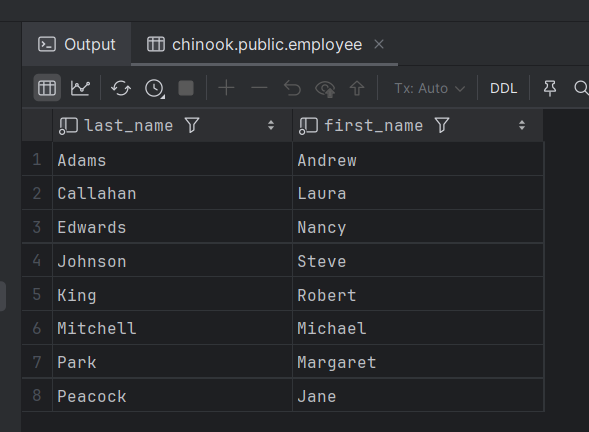 Output chinook.public.employee
Tx: Auto DDL
last_name first_name
1 Adams Andrew
2 Callahan Laura
3 Edwards Nancy
4 Johnson Steve
5 King Robert
6 Mitchell Michael
7 Park Margaret
8 Peacock Jane